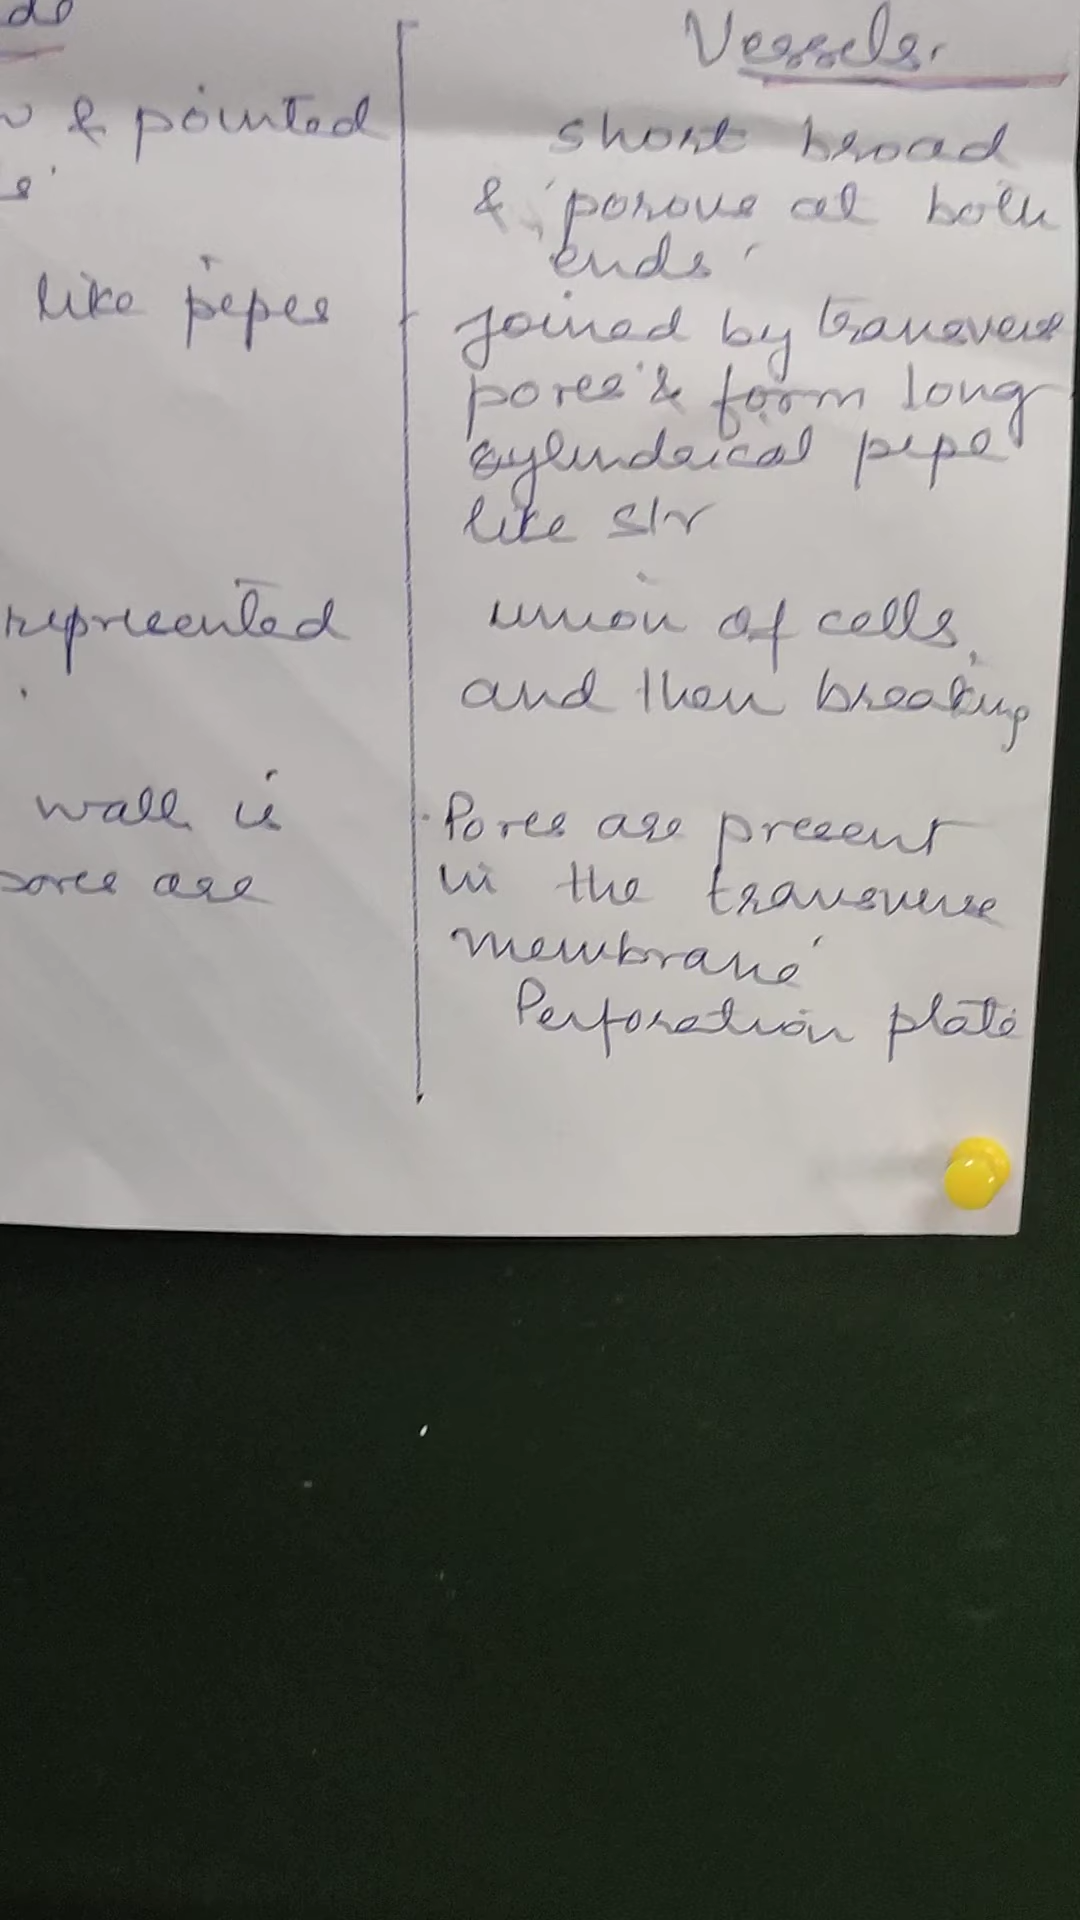 Vessels.
& pointed
short broad
& porous at both
ends
like pipes
joined by transverse
pores & form long
cylindrical pipe
like str
represented
union of cells,
and then breaking
wall is
pores are
Pores are present
in the transverse
membrane
Perforation plate